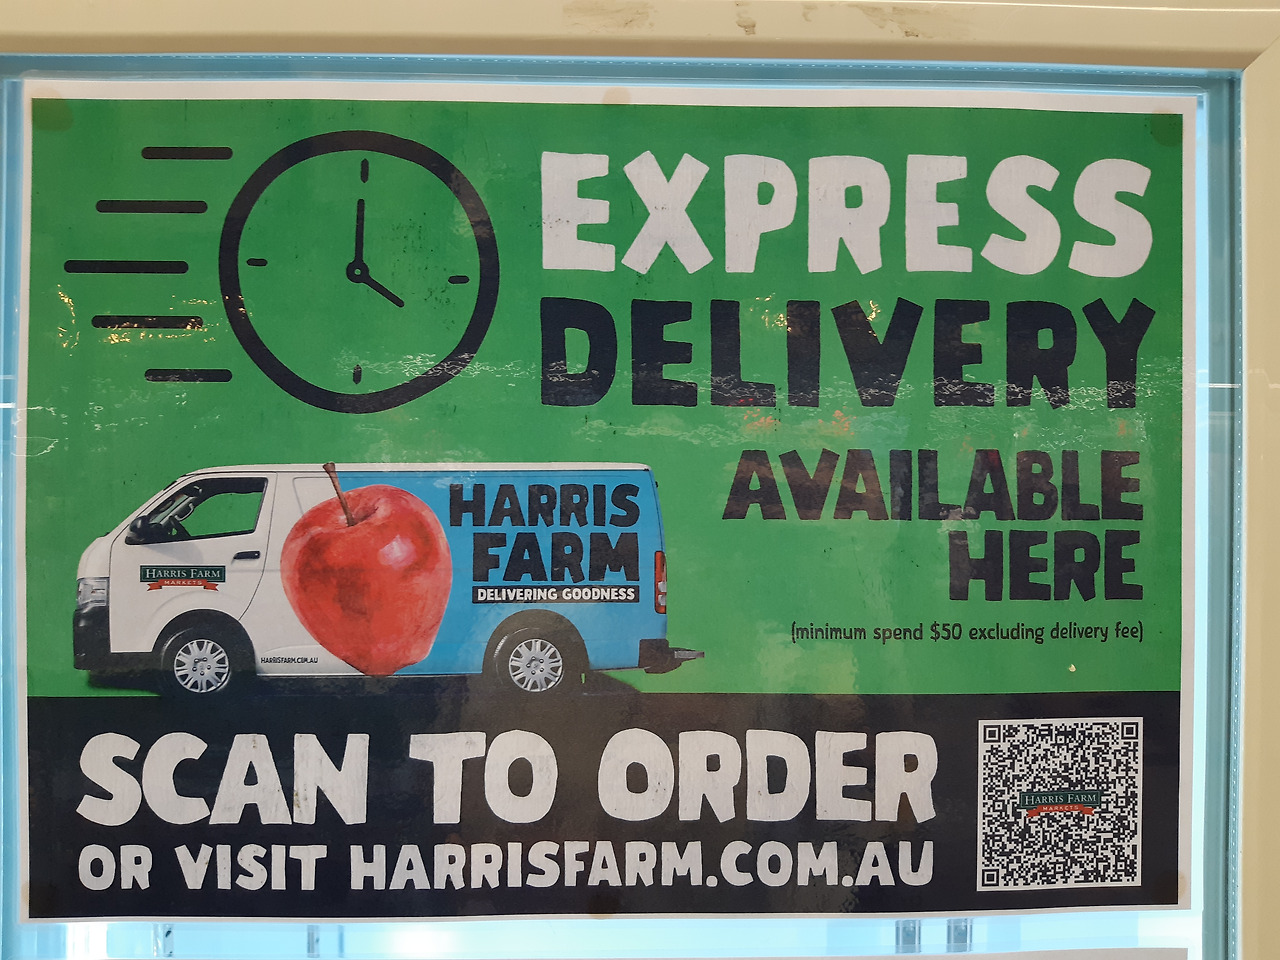 EXPRESS
DELIVERY
AVAILABLE
HERE
(minimum spend $50 excluding delivery fee)
HARRIS
FARM
DELIVERING GOODNESS
HARRIS FARM
MARKETS
HARRISFARM.COM.AU
SCAN TO ORDER
OR VISIT HARRISFARM.COM.AU
HARRIS FARM
MARKETS